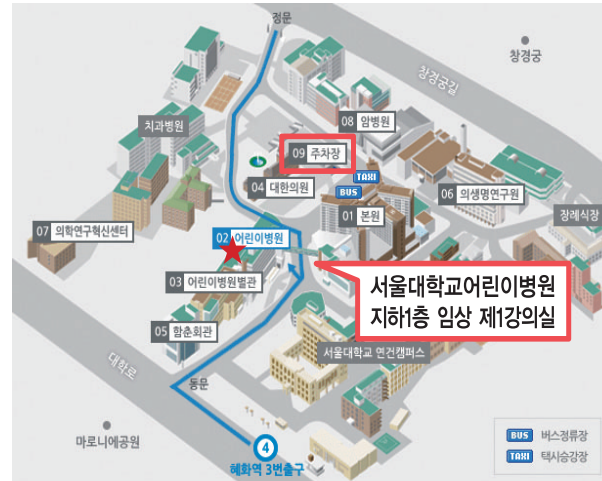 정문
창경궁
창경궁길
치과병원
08 암병원
09 주차장
TAXI
BUS
04 대한의원
06 의생명연구원
01 본원
장례식장
07 의학연구혁신센터
02 어린이병원
03 어린이병원별관
서울대학교어린이병원
지하1층 임상 제1강의실
05 함춘회관
서울대학교 연건캠퍼스
대학로
동문
마로니에공원
4
혜화역 3번출구
BUS 버스정류장
TAXI 택시승강장